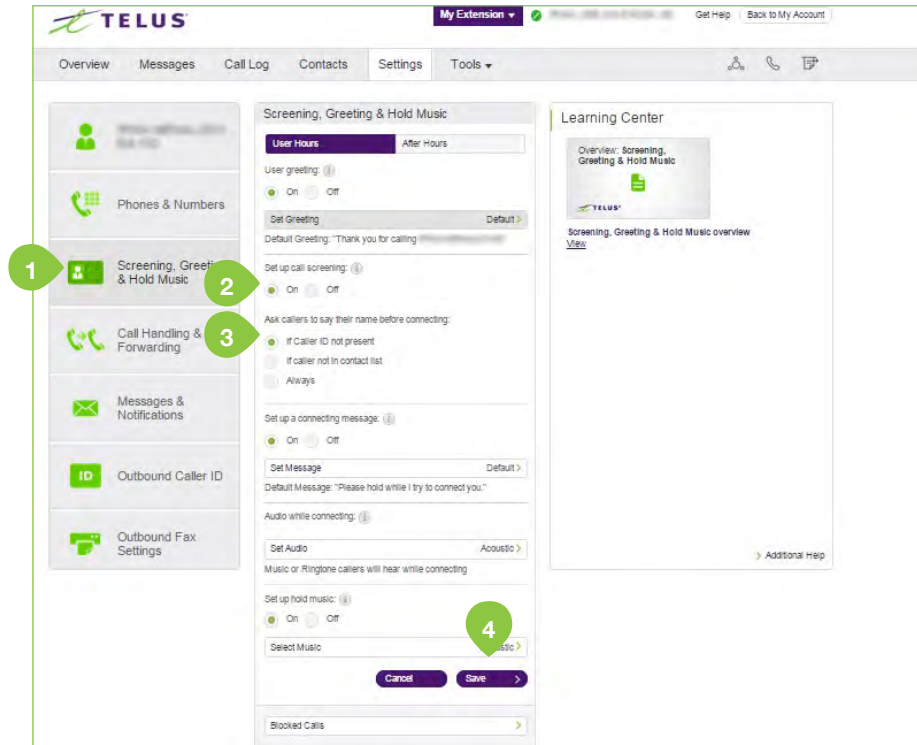 TELUS
My Extension
Get Help
Back to My Account
Overview
Messages
Call Log
Contacts
Settings
Tools
Phones & Numbers
1
Screening, Greeti
& Hold Music
Call Handling &
Forwarding
Messages &
Notifications
ID
Outbound Caller ID
Outbound Fax
Settings
Screening, Greeting & Hold Music
User Hours
After Hours
User greeting:
On
Off
Set Greeting
Default >
Default Greeting: "Thank you for calling
Set up call screening:
2
On
Off
Ask callers to say their name before connecting:
3
If Caller ID not present
If caller not in contact list
Always
Set up a connecting message:
On
Off
Set Message
Default >
Default Message: "Please hold while I try to connect you."
Audio while connecting:
Set Audio
Acoustic >
Music or Ringtone callers will hear while connecting
Set up hold music:
On
Off
4
Select Music
stic >
Cancel
Save >
Blocked Calls >
Learning Center
Overview: Screening,
Greeting & Hold Music
TELUS
Screening, Greeting & Hold Music overview
View
> Additional Help